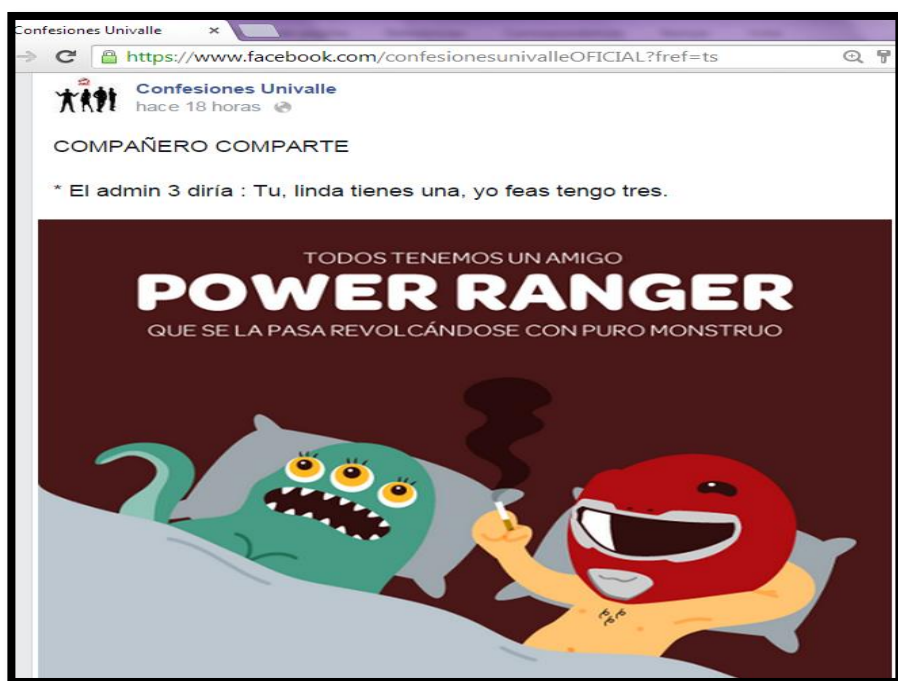 Confesiones Univalle ×
https://www.facebook.com/confesionesunivalleOFICIAL?fref=ts
Confesiones Univalle
hace 18 horas
COMPAÑERO COMPARTE
* El admin 3 diría : Tu, linda tienes una, yo feas tengo tres.
TODOS TENEMOS UN AMIGO
POWER RANGER
QUE SE LA PASA REVOLCÁNDOSE CON PURO MONSTRUO